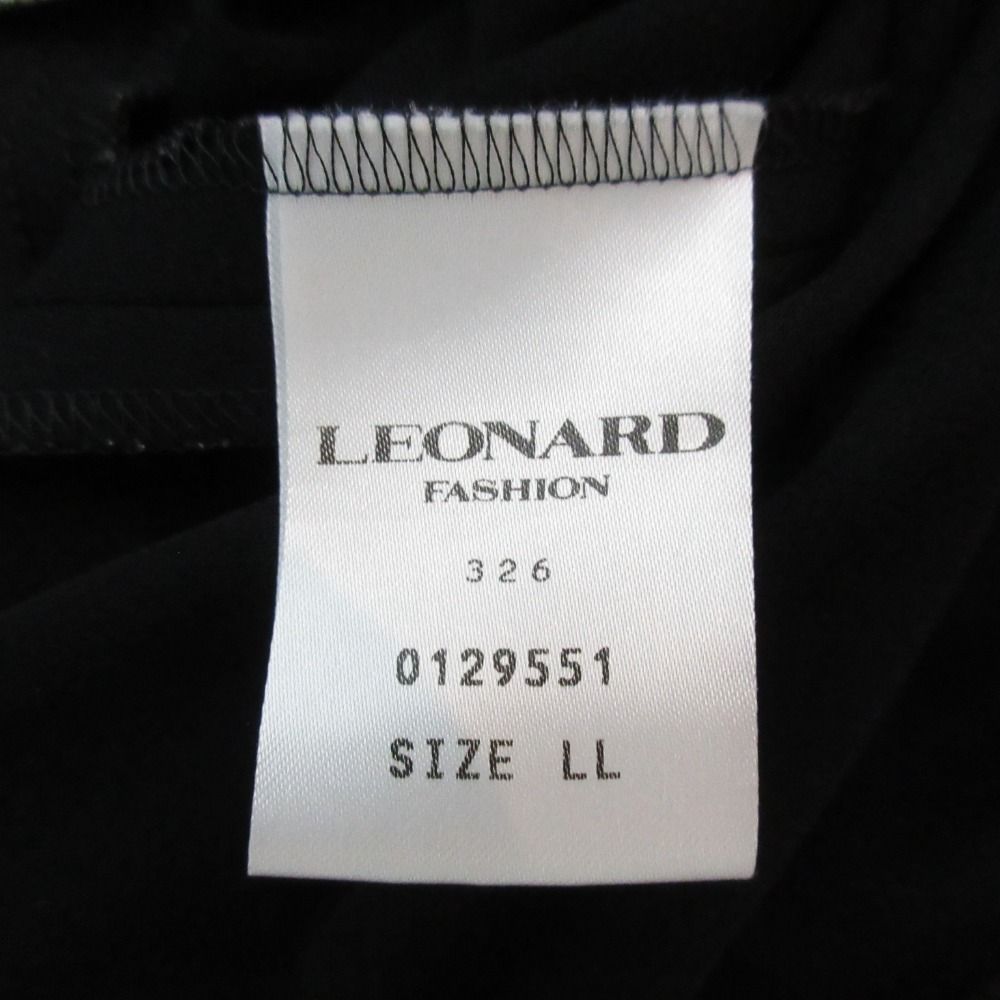 LEONARD
FASHION
326
0129551
SIZE LL